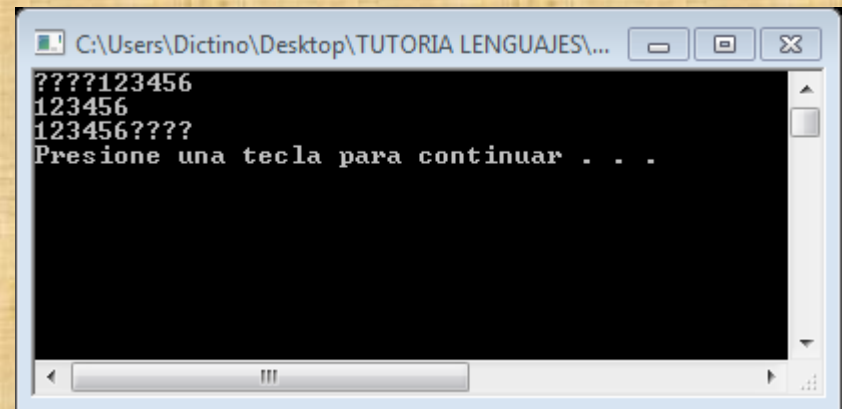 C:\Users\Dictino\Desktop\TUTORIA LENGUAJES\...
????123456
123456
123456????
Presione una tecla para continuar . . .